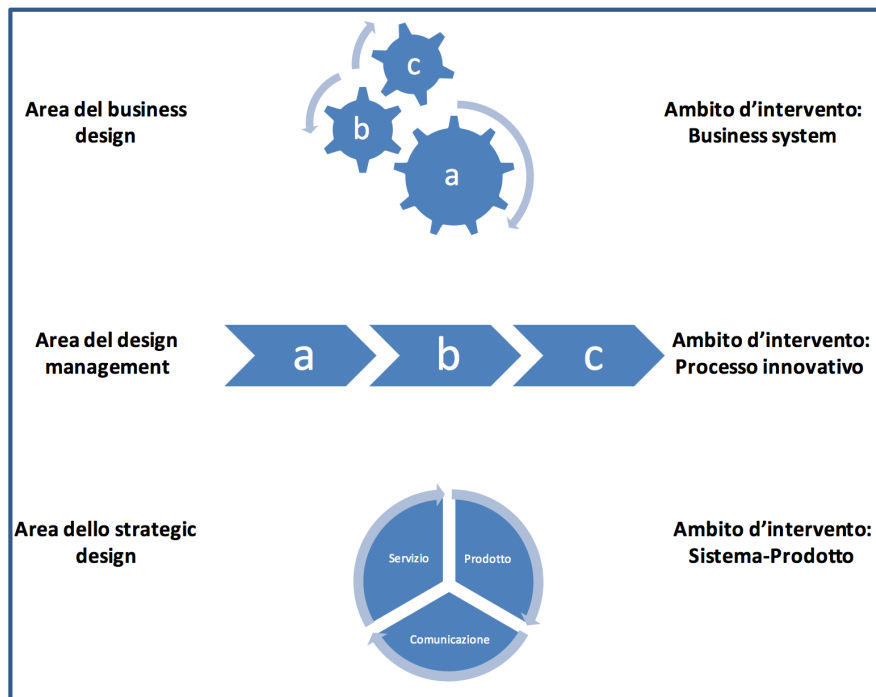 Area del business
design
c
b
a
Ambito d'intervento:
Business system
Area del design
management
a
b
c
Ambito d'intervento:
Processo innovativo
Area dello strategic
design
Servizio
Prodotto
Comunicazione
Ambito d'intervento:
Sistema-Prodotto